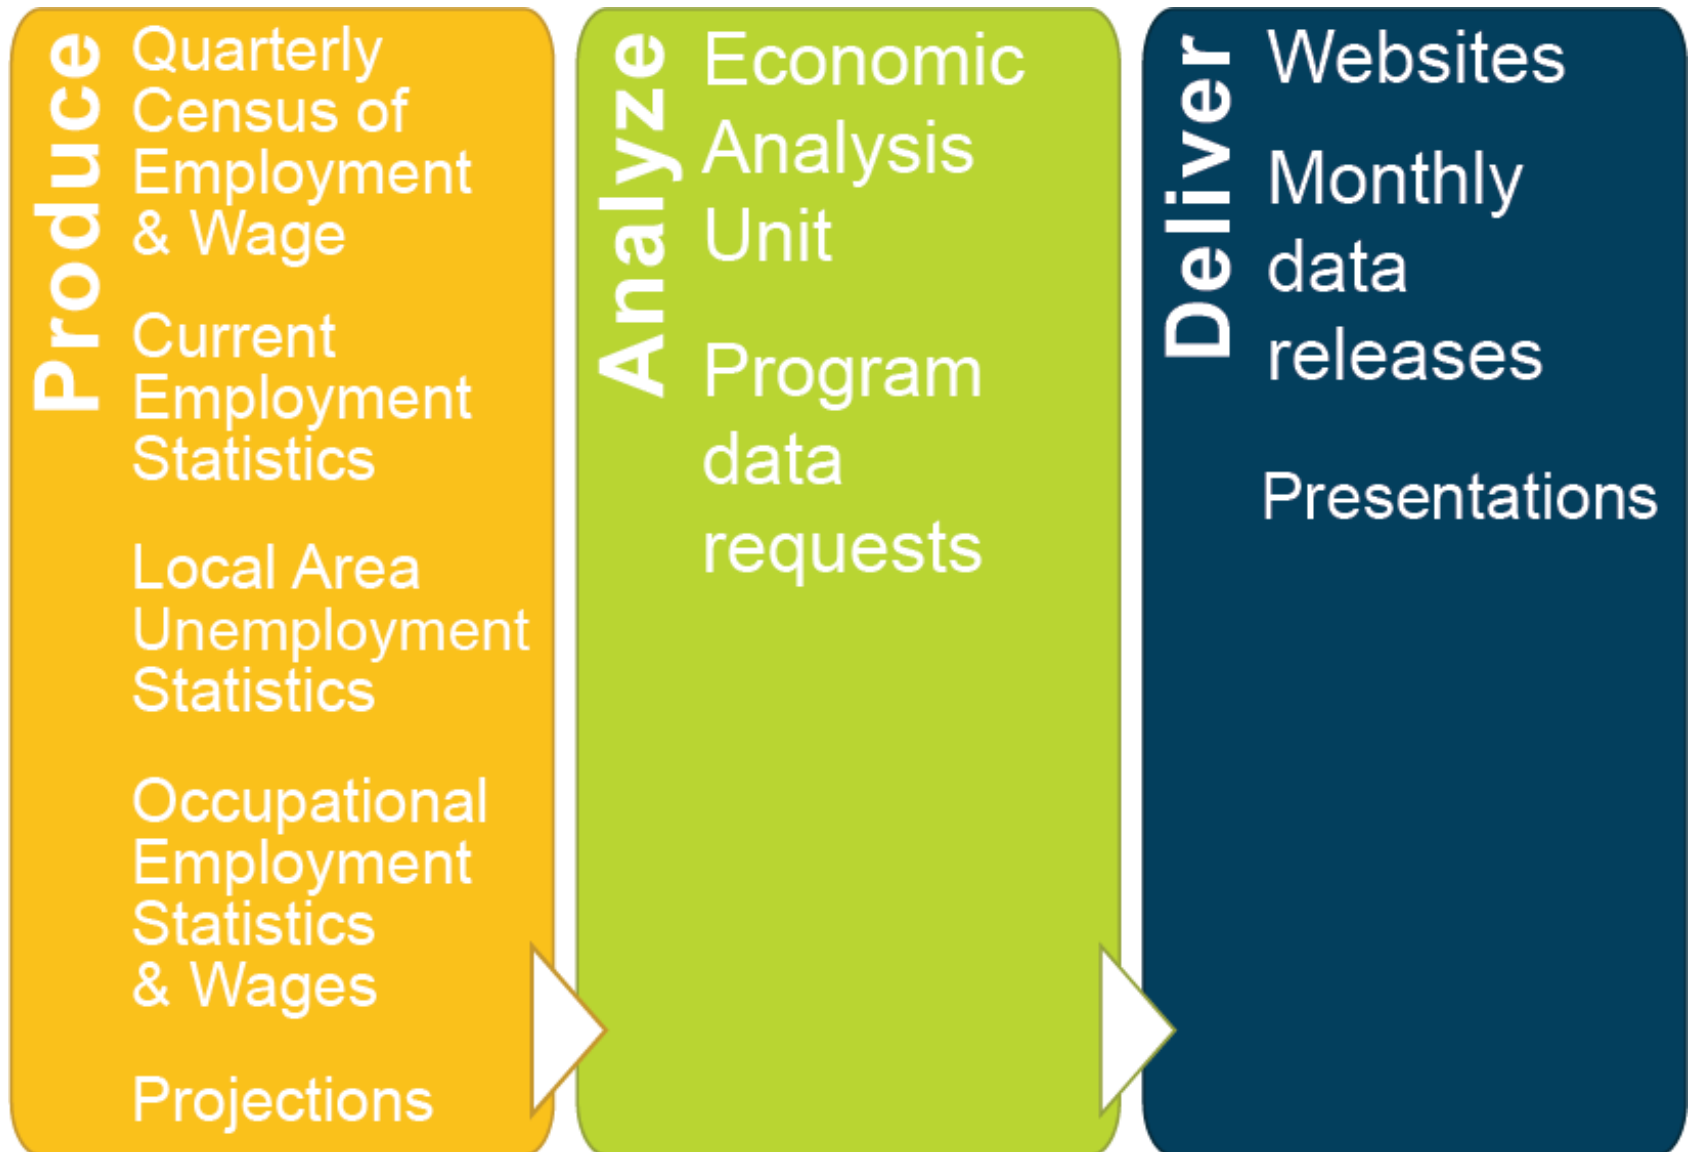 Produce
Quarterly
Census of
Employment
& Wage
Current
Employment
Statistics
Local Area
Unemployment
Statistics
Occupational
Employment
Statistics
& Wages
Projections
Analyze
Economic
Analysis
Unit
Program
data
requests
Deliver
Websites
Monthly
data
releases
Presentations